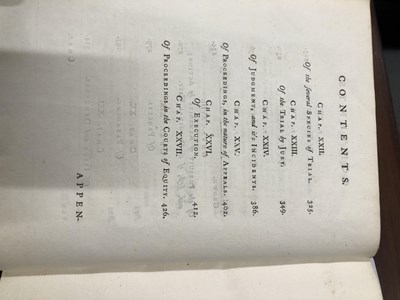 CONTENTS.
CHAP. XXII.
Of the ſeveral SPECIES of TRIAL. 325.
CHAP. XXIII.
Of the TRIAL by JURY. 349.
CHAP. XXIV.
Of JUDGMENT, and it's INCIDENTS. 386.
CHAP. XXV.
Of PROCEEDINGS, in the nature of APPEALS. 402.
CHAP. XXVI.
Of EXECUTION. 412.
CHAP. XXVII.
Of PROCEEDINGS in the COURTS of EQUITY. 426.
APPEN-